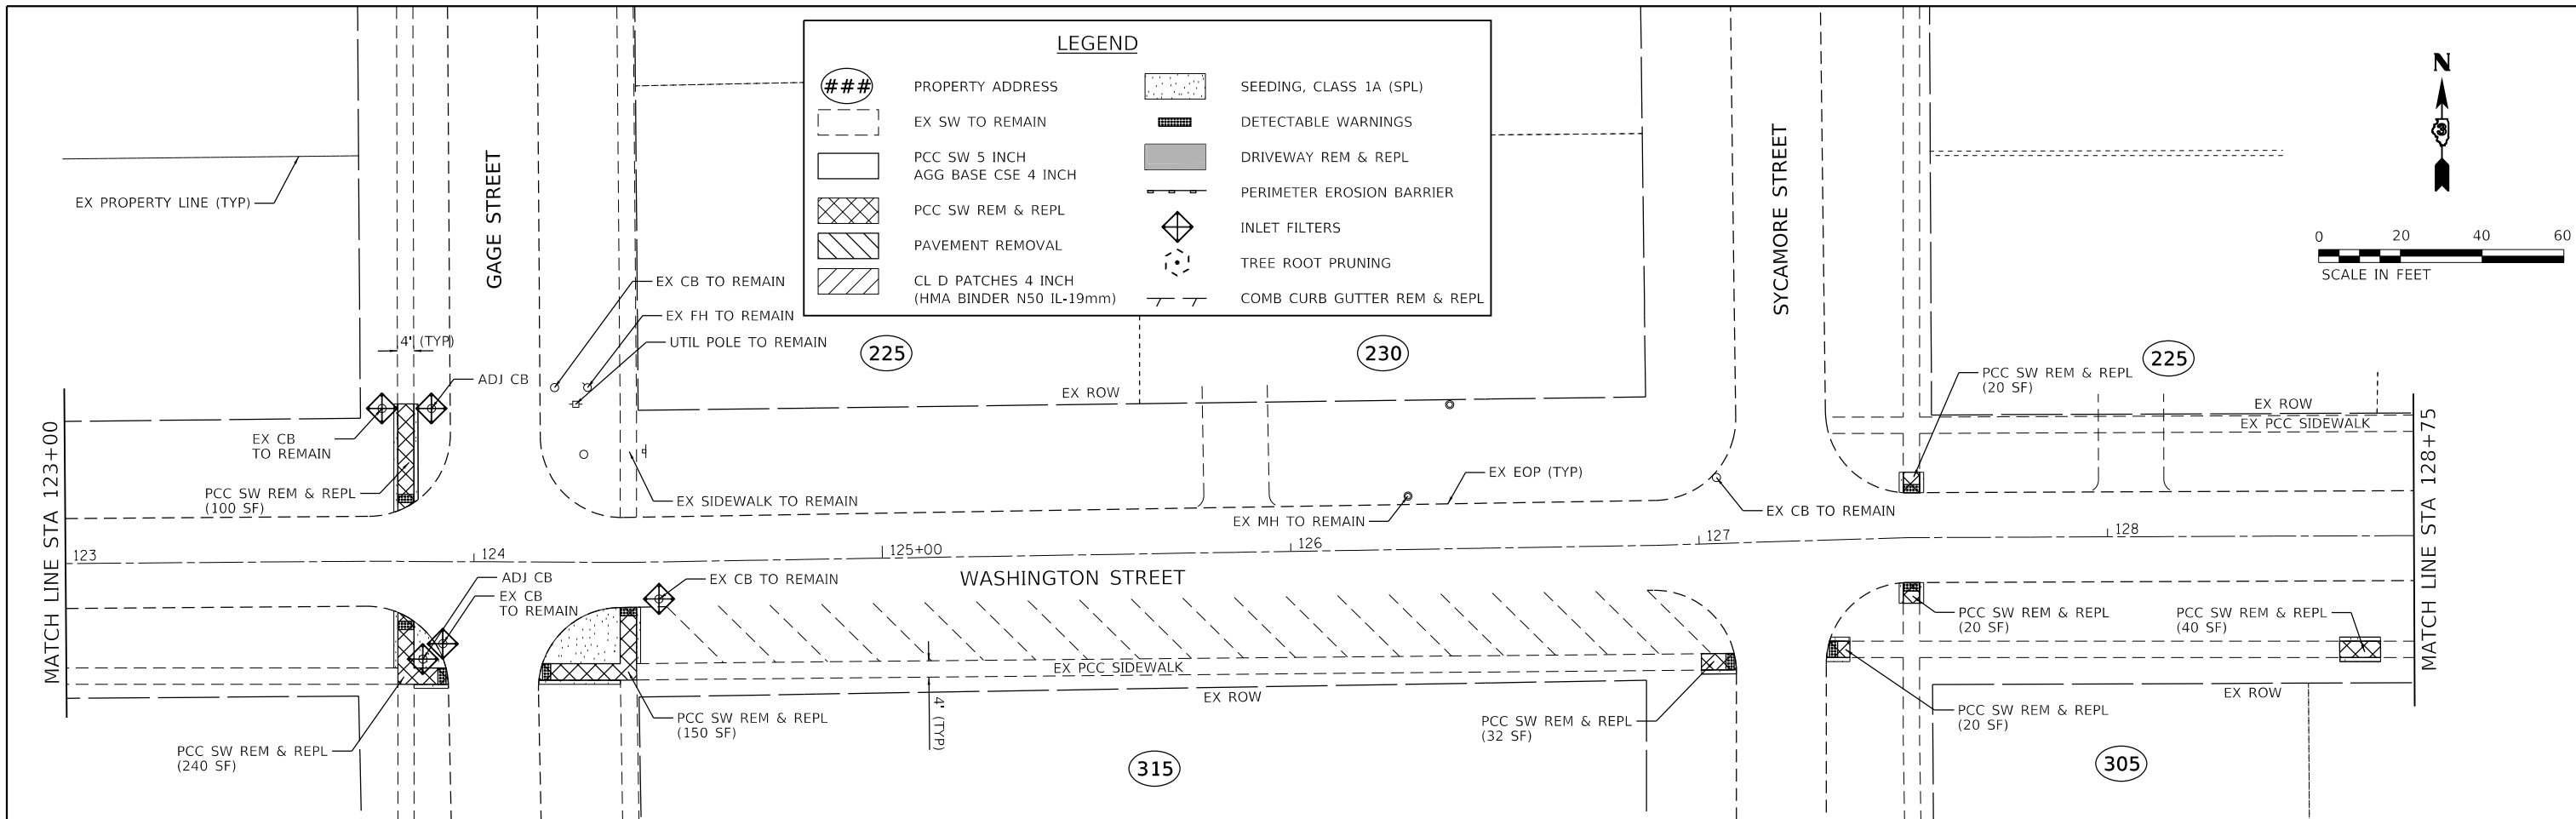 LEGEND
###
PROPERTY ADDRESS
EX SW TO REMAIN
PCC SW 5 INCH
AGG BASE CSE 4 INCH
PCC SW REM & REPL
PAVEMENT REMOVAL
CL D PATCHES 4 INCH
(HMA BINDER N50 IL-19mm)
SEEDING, CLASS 1A (SPL)
DETECTABLE WARNINGS
DRIVEWAY REM & REPL
PERIMETER EROSION BARRIER
INLET FILTERS
TREE ROOT PRUNING
COMB CURB GUTTER REM & REPL
N
3
0 20 40 60
SCALE IN FEET
EX PROPERTY LINE (TYP)
GAGE STREET
SYCAMORE STREET
EX CB TO REMAIN
EX FH TO REMAIN
UTIL POLE TO REMAIN
4' (TYP)
ADJ CB
225
230
225
PCC SW REM & REPL
(20 SF)
EX ROW
EX ROW
EX PCC SIDEWALK
MATCH LINE STA 123+00
MATCH LINE STA 128+75
EX CB
TO REMAIN
PCC SW REM & REPL
(100 SF)
EX SIDEWALK TO REMAIN
EX EOP (TYP)
EX MH TO REMAIN
EX CB TO REMAIN
123
124
125+00
126
127
128
ADJ CB
EX CB
TO REMAIN
EX CB TO REMAIN
WASHINGTON STREET
PCC SW REM & REPL
(20 SF)
PCC SW REM & REPL
(40 SF)
EX PCC SIDEWALK
EX ROW
EX ROW
4' (TYP)
PCC SW REM & REPL
(150 SF)
PCC SW REM & REPL
(32 SF)
PCC SW REM & REPL
(20 SF)
PCC SW REM & REPL
(240 SF)
315
305